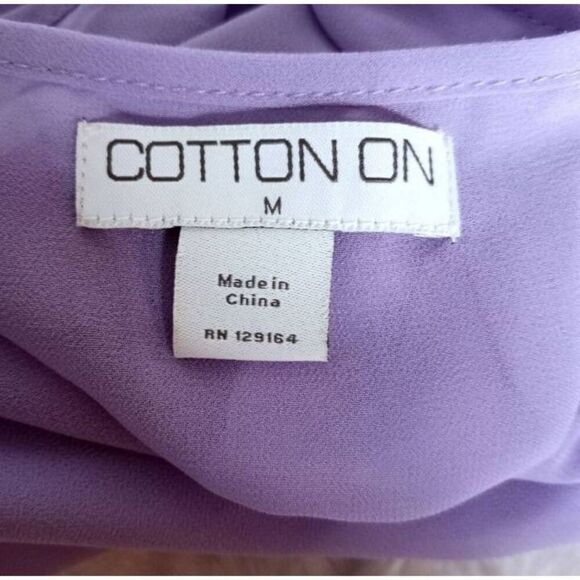 COTTON ON
M
Made in
China
RN 129164